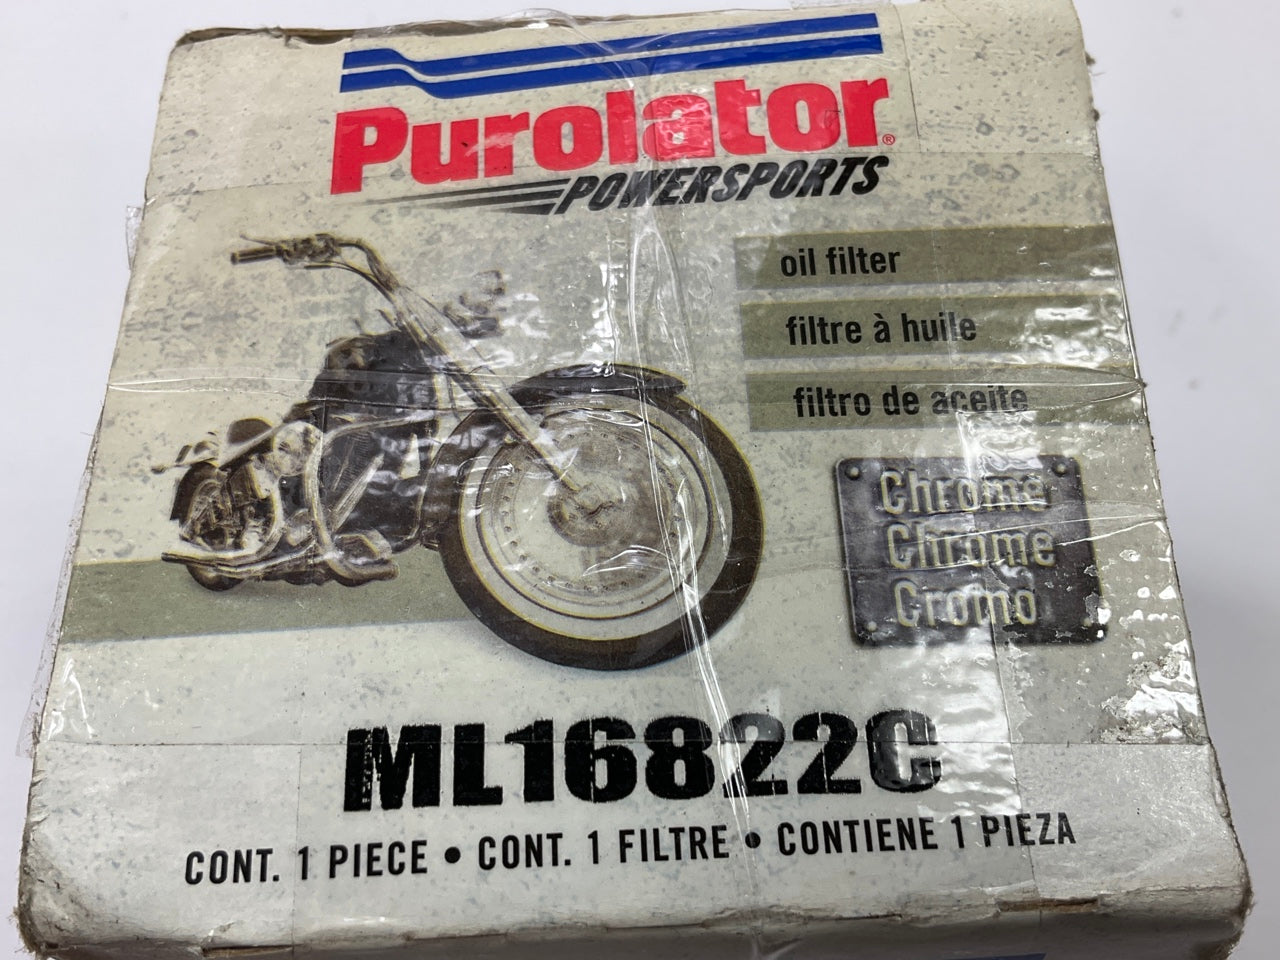 Purolator®
POWERSPORTS
oil filter
filtre à huile
filtro de aceite
Chrome
Chrome
Cromo
ML16822C
CONT. 1 PIECE • CONT. 1 FILTRE • CONTIENE 1 PIEZA